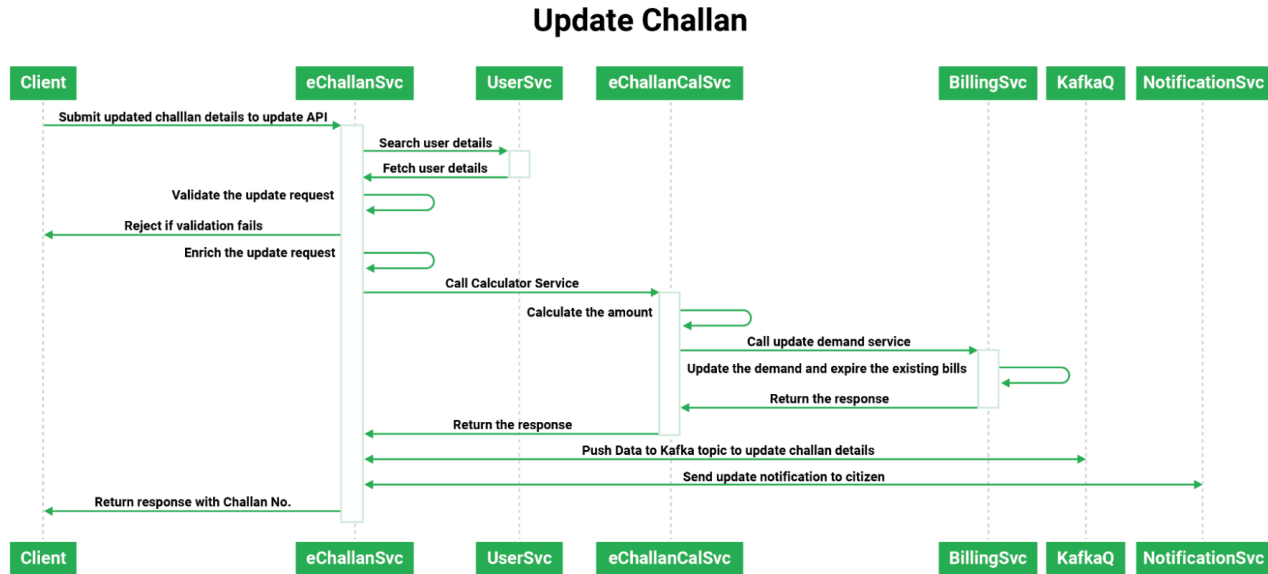 Update Challan
Client eChallanSvc UserSvc eChallanCalSvc BillingSvc KafkaQ NotificationSvc
Submit updated challlan details to update API
Search user details
Fetch user details
Validate the update request
Reject if validation fails
Enrich the update request
Call Calculator Service
Calculate the amount
Call update demand service
Update the demand and expire the existing bills
Return the response
Return the response
Push Data to Kafka topic to update challan details
Send update notification to citizen
Return response with Challan No.
Client eChallanSvc UserSvc eChallanCalSvc BillingSvc KafkaQ NotificationSvc